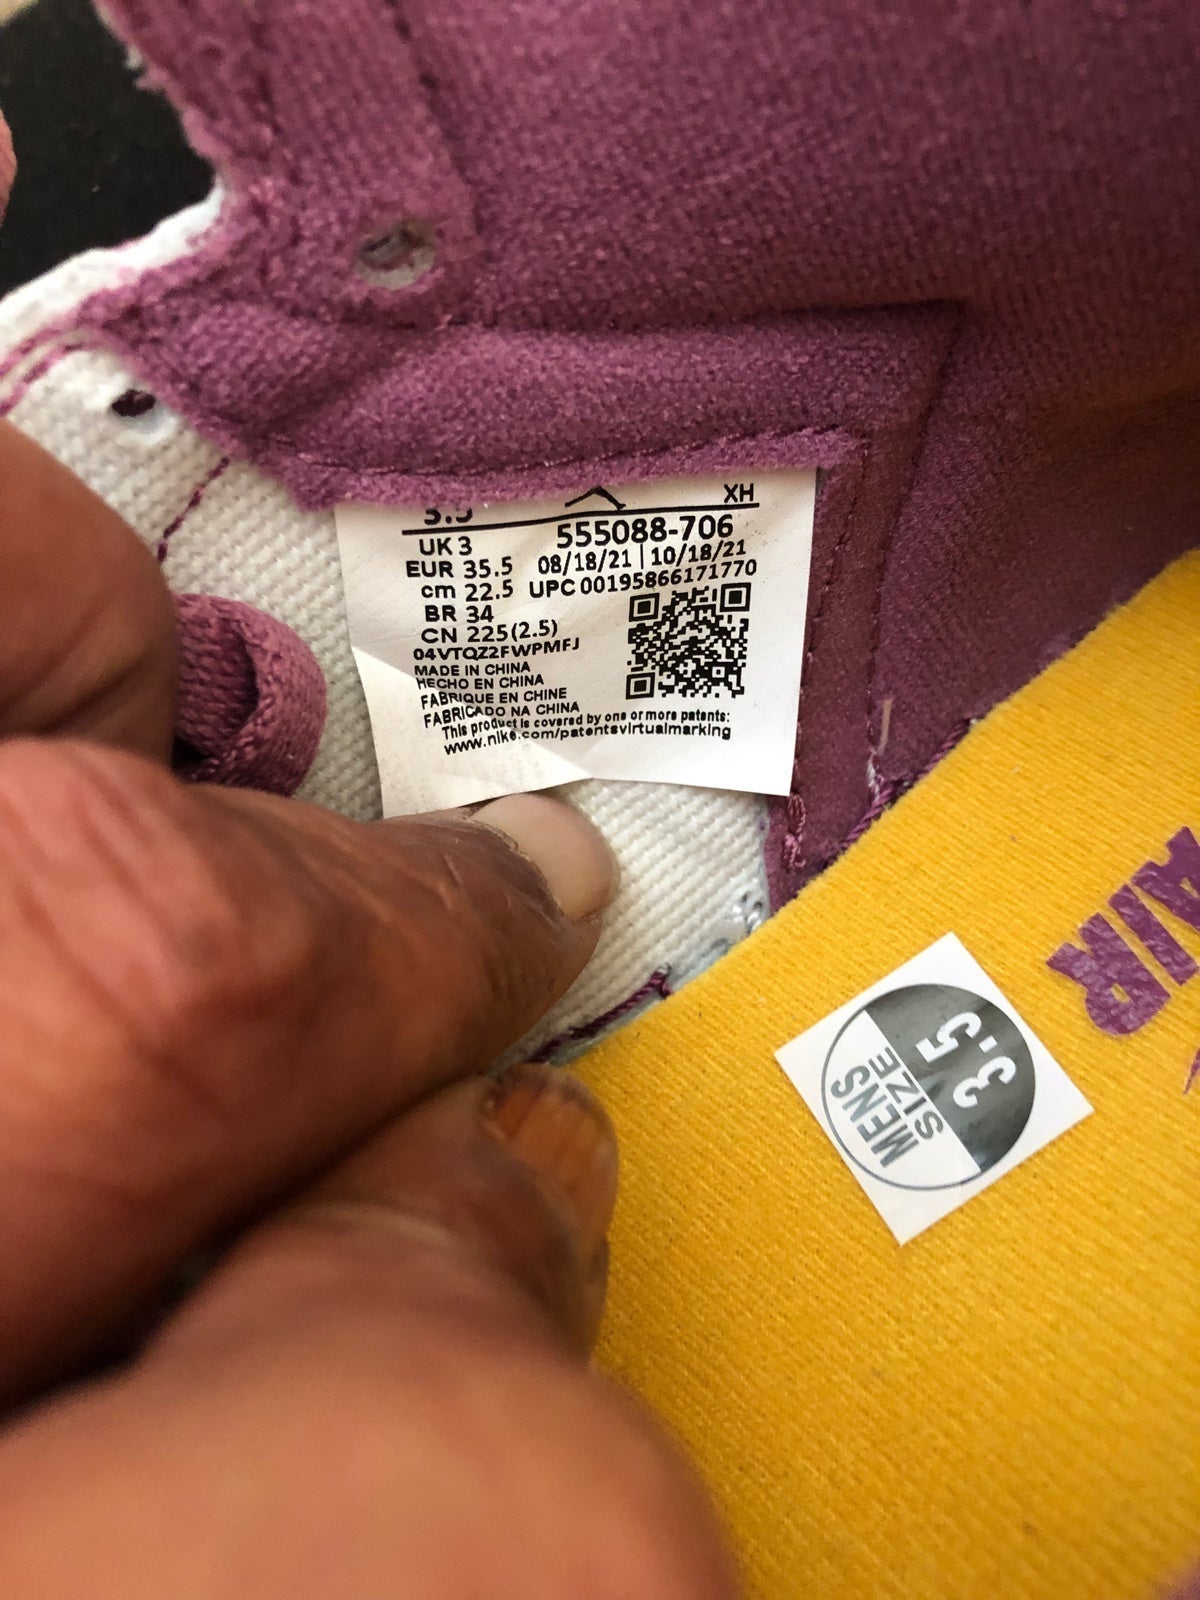 3.5 XH
UK 3 555088-706
EUR 35.5 08/18/21 | 10/18/21
cm 22.5 UPC 00195866171770
BR 34
CN 225(2.5)
04VTQZ2FWPMFJ
MADE IN CHINA
HECHO EN CHINA
FABRIQUE EN CHINE
FABRICADO NA CHINA
This product is covered by one or more patents:
www.nike.com/patentsvirtualmarking
AIR
MENS
SIZE
3.5